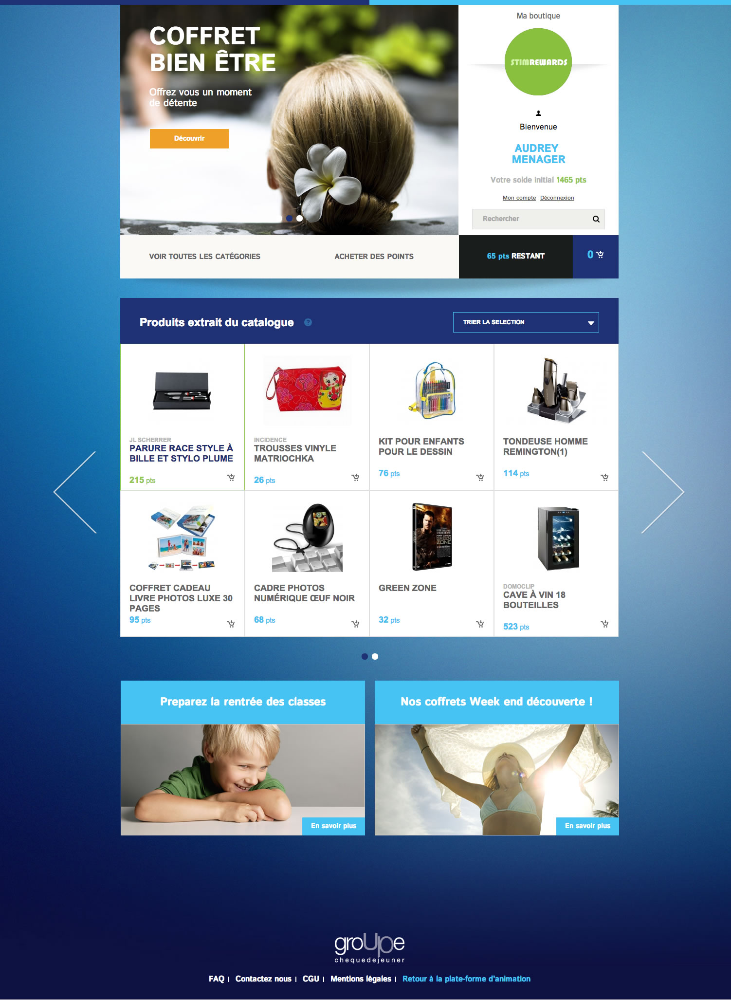 COFFRET
BIEN ÊTRE
Offrez vous un moment
de détente
Découvrir
Ma boutique
STIMREWARDS
Bienvenue
AUDREY
MENAGER
Votre solde initial 1465 pts
Mon compte Déconnexion
Rechercher
VOIR TOUTES LES CATÉGORIES
ACHETER DES POINTS
65 pts RESTANT
0
Produits extrait du catalogue ?
TRIER LA SELECTION
JL SCHERRER
PARURE RACE STYLE À
BILLE ET STYLO PLUME
215 pts
INCIDENCE
TROUSSES VINYLE
MATRIOCHKA
26 pts
KIT POUR ENFANTS
POUR LE DESSIN
76 pts
TONDEUSE HOMME
REMINGTON(1)
114 pts
COFFRET CADEAU
LIVRE PHOTOS LUXE 30
PAGES
95 pts
CADRE PHOTOS
NUMÉRIQUE ŒUF NOIR
68 pts
MATT DAMON
GREEN
ZONE
GREEN ZONE
32 pts
DOMOCLIP
CAVE À VIN 18
BOUTEILLES
523 pts
Preparez la rentrée des classes
En savoir plus
Nos coffrets Week end découverte !
En savoir plus
groUpe
chequedejeuner
FAQ | Contactez nous | CGU | Mentions légales | Retour à la plate-forme d'animation